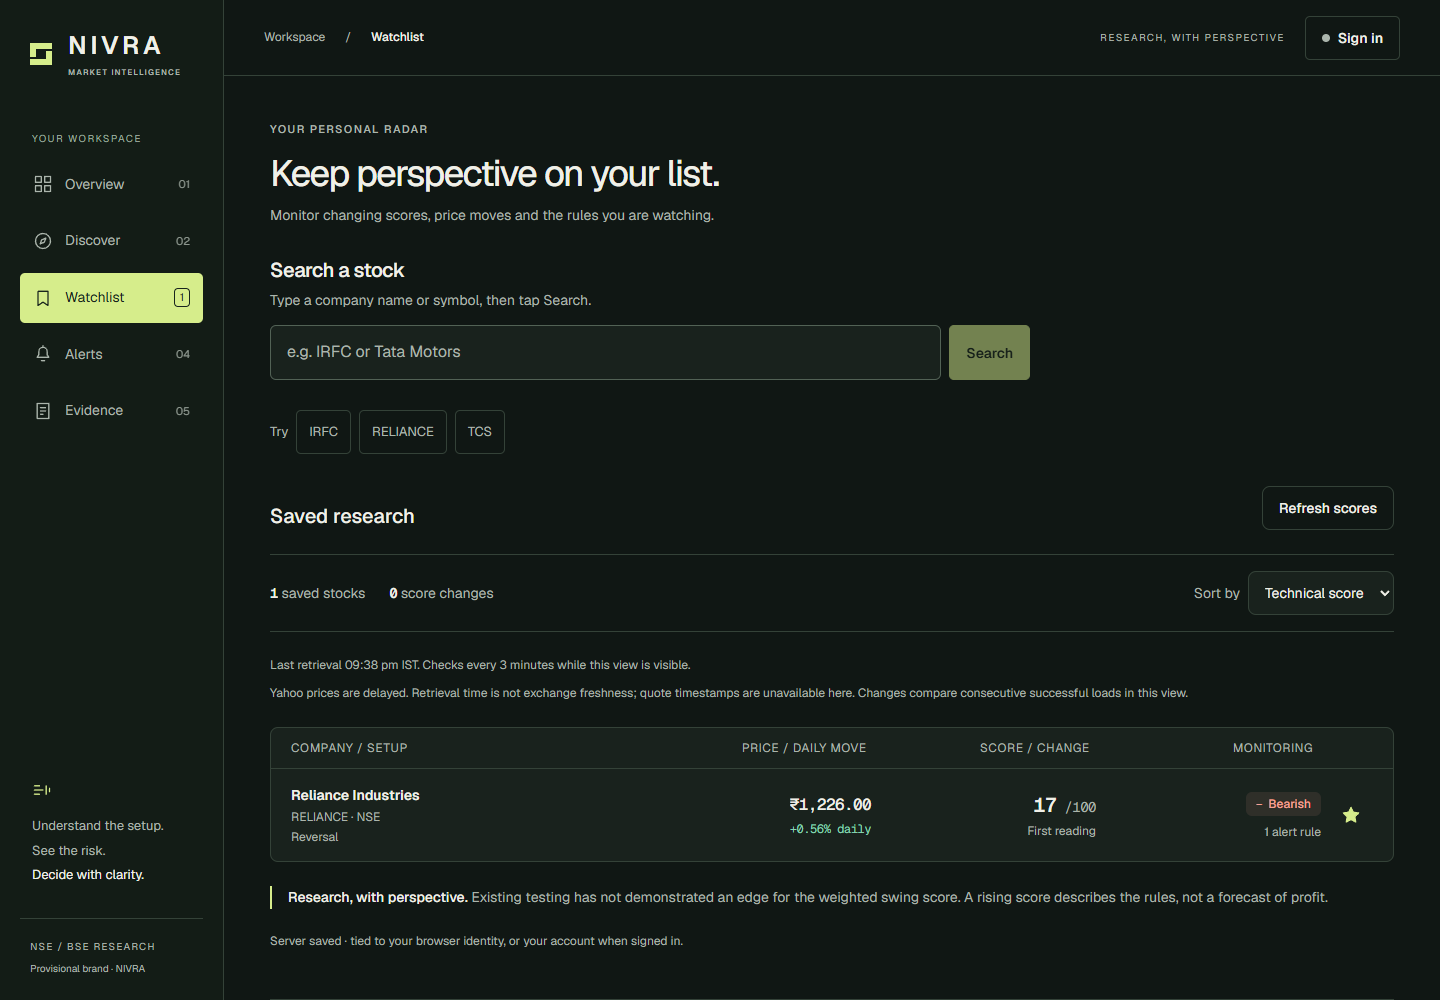 NIVRA
MARKET INTELLIGENCE
YOUR WORKSPACE
Overview 01
Discover 02
Watchlist 1
Alerts 04
Evidence 05
Understand the setup.
See the risk.
Decide with clarity.
NSE / BSE RESEARCH
Provisional brand · NIVRA
Workspace / Watchlist
RESEARCH, WITH PERSPECTIVE
Sign in
YOUR PERSONAL RADAR
Keep perspective on your list.
Monitor changing scores, price moves and the rules you are watching.
Search a stock
Type a company name or symbol, then tap Search.
e.g. IRFC or Tata Motors
Search
Try IRFC RELIANCE TCS
Saved research
Refresh scores
1 saved stocks 0 score changes
Sort by Technical score
Last retrieval 09:38 pm IST. Checks every 3 minutes while this view is visible.
Yahoo prices are delayed. Retrieval time is not exchange freshness; quote timestamps are unavailable here. Changes compare consecutive successful loads in this view.
COMPANY / SETUP PRICE / DAILY MOVE SCORE / CHANGE MONITORING
Reliance Industries ₹1,226.00 17 /100 – Bearish
RELIANCE · NSE +0.56% daily First reading 1 alert rule
Reversal
Research, with perspective. Existing testing has not demonstrated an edge for the weighted swing score. A rising score describes the rules, not a forecast of profit.
Server saved · tied to your browser identity, or your account when signed in.